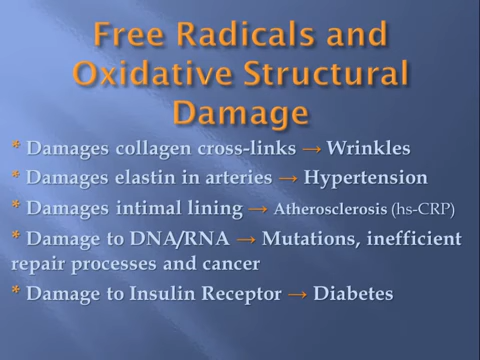 Free Radicals and
Oxidative Structural
Damage
* Damages collagen cross-links → Wrinkles
* Damages elastin in arteries → Hypertension
* Damages intimal lining → Atherosclerosis (hs-CRP)
* Damage to DNA/RNA → Mutations, inefficient
repair processes and cancer
* Damage to Insulin Receptor → Diabetes